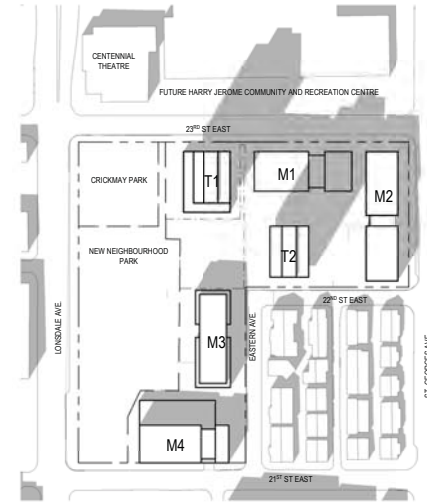 CENTENNIAL
THEATRE
FUTURE HARRY JEROME COMMUNITY AND RECREATION CENTRE
23RD ST EAST
CRICKMAY PARK
T1
M1
M2
NEW NEIGHBOURHOOD
PARK
T2
LONSDALE AVE.
EASTERN AVE.
22ND ST EAST
M3
M4
21ST ST EAST